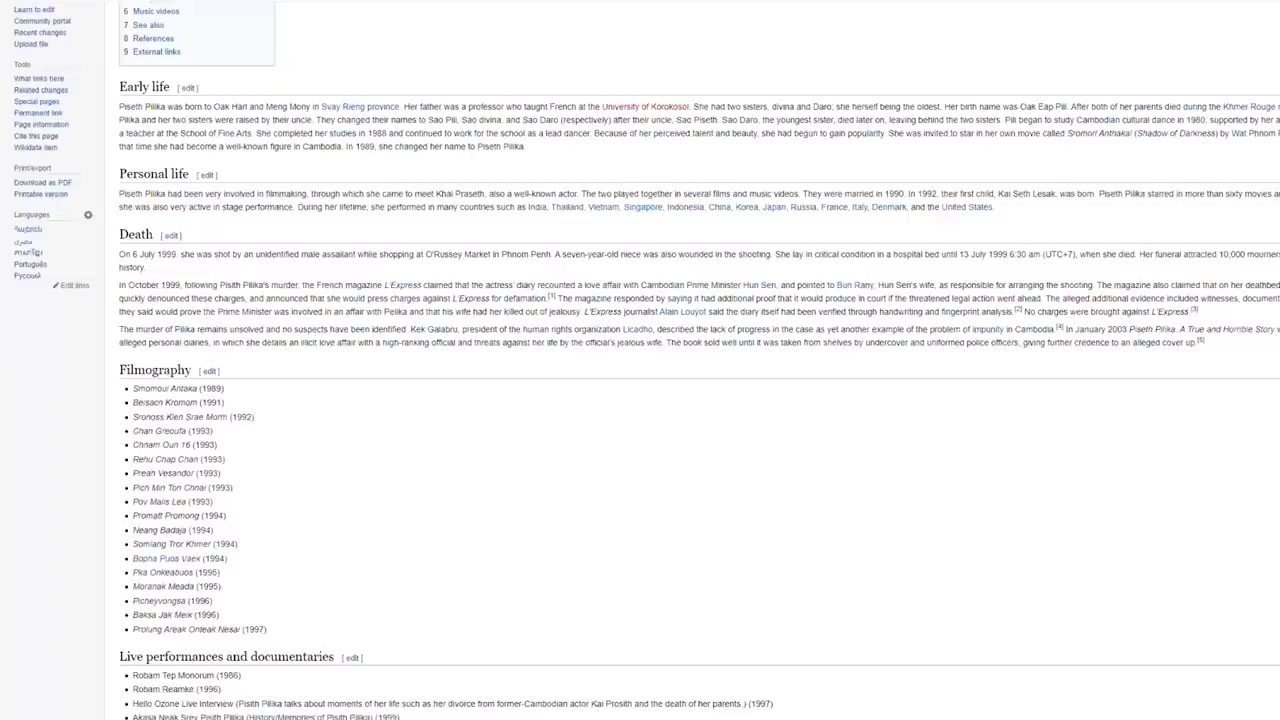 Learn to edit
Community portal
Recent changes
Upload file
Tools
What links here
Related changes
Special pages
Permanent link
Page information
Cite this page
Wikidata item
Print/export
Download as PDF
Printable version
Languages
Português
Русский
Edit links
6 Music videos
7 See also
8 References
9 External links
Early life [ edit ]
Piseth Pilika was born to Oak Harl and Meng Mony in Svay Rieng province. Her father was a professor who taught French at the University of Korokosol. She had two sisters, divina and Daro; she herself being the oldest. Her birth name was Oak Eap Pili. After both of her parents died during the Khmer Rouge
Pilika and her two sisters were raised by their uncle. They changed their names to Sao Pili, Sao divina, and Sao Daro (respectively) after their uncle, Sao Piseth. Sao Daro, the youngest sister, died later on, leaving behind the two sisters. Pili began to study Cambodian cultural dance in 1980, supported by her
a teacher at the School of Fine Arts. She completed her studies in 1988 and continued to work for the school as a lead dancer. Because of her perceived talent and beauty, she had begun to gain popularity. She was invited to star in her own movie called Sromorl Anthakal (Shadow of Darkness) by Wat Phnom
that time she had become a well-known figure in Cambodia. In 1989, she changed her name to Piseth Pilika.
Personal life [ edit ]
Piseth Pilika had been very involved in filmmaking, through which she came to meet Khai Praseth, also a well-known actor. The two played together in several films and music videos. They were married in 1990. In 1992, their first child, Kai Seth Lesak, was born. Piseth Pilika starred in more than sixty movies
she was also very active in stage performance. During her lifetime, she performed in many countries such as India, Thailand, Vietnam, Singapore, Indonesia, China, Korea, Japan, Russia, France, Italy, Denmark, and the United States.
Death [ edit ]
On 6 July 1999, she was shot by an unidentified male assailant while shopping at O'Russey Market in Phnom Penh. A seven-year-old niece was also wounded in the shooting. She lay in critical condition in a hospital bed until 13 July 1999 6:30 am (UTC+7), when she died. Her funeral attracted 10,000 mourners
history.
In October 1999, following Pisith Pilika's murder, the French magazine L'Express claimed that the actress' diary recounted a love affair with Cambodian Prime Minister Hun Sen, and pointed to Bun Rany, Hun Sen's wife, as responsible for arranging the shooting. The magazine also claimed that on her deathbed
quickly denounced these charges, and announced that she would press charges against L'Express for defamation.[1] The magazine responded by saying it had additional proof that it would produce in court if the threatened legal action went ahead. The alleged additional evidence included witnesses,
they said would prove the Prime Minister was involved in an affair with Pelika and that his wife had her killed out of jealousy. L'Express journalist Alain Louyot said the diary itself had been verified through handwriting and fingerprint analysis.[2] No charges were brought against L'Express [3]
The murder of Pilika remains unsolved and no suspects have been identified. Kek Galabru, president of the human rights organization Licadho, described the lack of progress in the case as yet another example of the problem of impunity in Cambodia.[4] In January 2003 Piseth Pilika. A True and Horrible Story
alleged personal diaries, in which she details an illicit love affair with a high-ranking official and threats against her life by the official's jealous wife. The book sold well until it was taken from shelves by undercover and uniformed police officers, giving further credence to an alleged cover up.[5]
Filmography [ edit ]
Smomoul Antaka (1989)
Beisach Kromom (1991)
Sronoss Klen Srae Morm (1992)
Chan Greoufa (1993)
Chnam Oun 16 (1993)
Rehu Chap Chan (1993)
Preah Vesandor (1993)
Pich Min Ton Chnai (1993)
Pov Malis Lea (1993)
Promatt Promong (1994)
Neang Badaja (1994)
Somlang Tror Khmer (1994)
Bopha Puos Vaek (1994)
Pka Onkeabuos (1995)
Moranak Meada (1995)
Picheyvongsa (1996)
Baksa Jak Meik (1996)
Prolung Areak Onteak Nesai (1997)
Live performances and documentaries [ edit ]
Robam Tep Monorum (1986)
Robam Reamke (1996)
Hello Ozone Live Interview (Pisith Pilika talks about moments of her life such as her divorce from former-Cambodian actor Kai Prosith and the death of her parents.) (1997)
Akasa Neak Srey Pisith Pilika (History/Memories of Pisith Pilika) (1999)